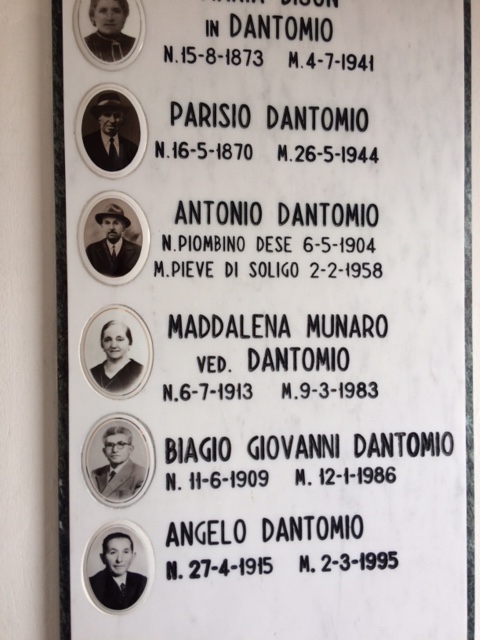 MARIA BISON
IN DANTOMIO
N.15-8-1873 M.4-7-1941
PARISIO DANTOMIO
N.16-5-1870 M.26-5-1944
ANTONIO DANTOMIO
N.PIOMBINO DESE 6-5-1904
M.PIEVE DI SOLIGO 2-2-1958
MADDALENA MUNARO
VED. DANTOMIO
N.6-7-1913 M.9-3-1983
BIAGIO GIOVANNI DANTOMIO
N. 11-6-1909 M. 12-1-1986
ANGELO DANTOMIO
N. 27-4-1915 M. 2-3-1995